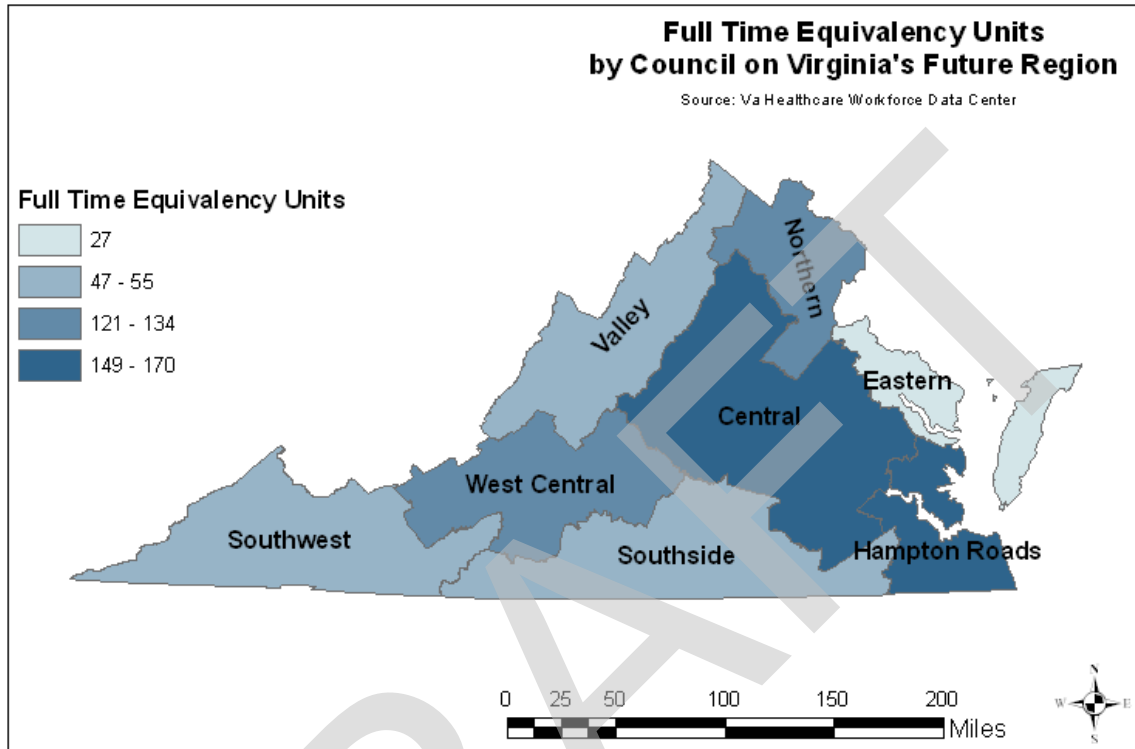 Full Time Equivalency Units
by Council on Virginia's Future Region
Source: Va Healthcare Workforce Data Center
Full Time Equivalency Units
27
47 - 55
121 - 134
149 - 170
Northern
Valley
Eastern
Central
West Central
Southwest
Southside
Hampton Roads
0 25 50 100 150 200
Miles
N
W E
S
DRAFT